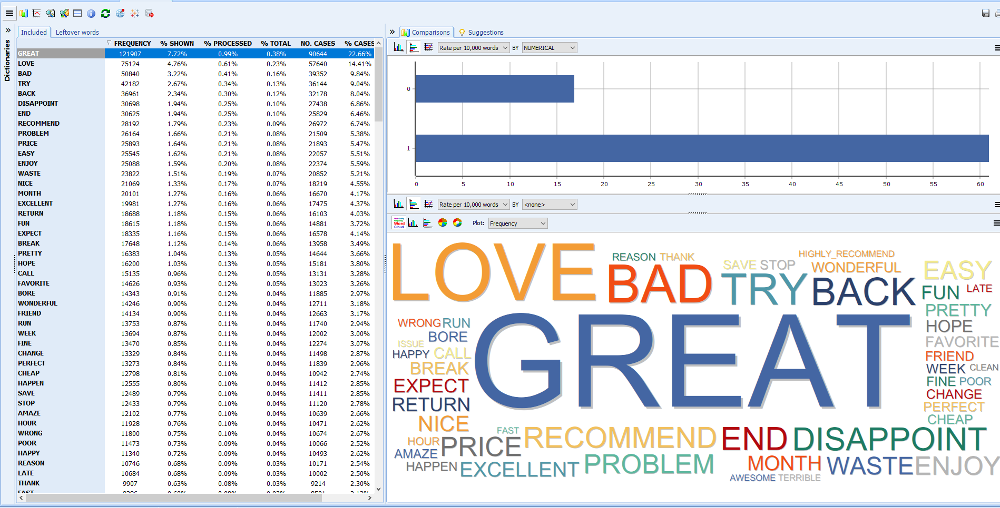 Dictionaries
Included Leftover words
FREQUENCY % SHOWN % PROCESSED % TOTAL NO. CASES % CASES
GREAT 121907 7.72% 0.99% 0.38% 90644 22.66%
LOVE 75124 4.76% 0.61% 0.23% 57640 14.41%
BAD 50840 3.22% 0.41% 0.16% 39352 9.84%
TRY 42182 2.67% 0.34% 0.13% 36144 9.04%
BACK 36961 2.34% 0.30% 0.12% 32178 8.04%
DISAPPOINT 30698 1.94% 0.25% 0.10% 27438 6.86%
END 30625 1.94% 0.25% 0.10% 25829 6.46%
RECOMMEND 28192 1.79% 0.23% 0.09% 26972 6.74%
PROBLEM 26164 1.66% 0.21% 0.08% 21509 5.38%
PRICE 25893 1.64% 0.21% 0.08% 21893 5.47%
EASY 25545 1.62% 0.21% 0.08% 22057 5.51%
ENJOY 25088 1.59% 0.20% 0.08% 22374 5.59%
WASTE 23822 1.51% 0.19% 0.07% 20852 5.21%
NICE 21069 1.33% 0.17% 0.07% 18219 4.55%
MONTH 20101 1.27% 0.16% 0.06% 16670 4.17%
EXCELLENT 19981 1.27% 0.16% 0.06% 17475 4.37%
RETURN 18688 1.18% 0.15% 0.06% 16103 4.03%
FUN 18615 1.18% 0.15% 0.06% 14881 3.72%
EXPECT 18335 1.16% 0.15% 0.06% 16578 4.14%
BREAK 17648 1.12% 0.14% 0.06% 13958 3.49%
PRETTY 16383 1.04% 0.13% 0.05% 14644 3.66%
HOPE 16200 1.03% 0.13% 0.05% 15181 3.80%
CALL 15135 0.96% 0.12% 0.05% 13131 3.28%
FAVORITE 14626 0.93% 0.12% 0.05% 13023 3.26%
BORE 14343 0.91% 0.12% 0.04% 11885 2.97%
WONDERFUL 14246 0.90% 0.12% 0.04% 12711 3.18%
FRIEND 14134 0.90% 0.11% 0.04% 12663 3.17%
RUN 13753 0.87% 0.11% 0.04% 11740 2.94%
WEEK 13694 0.87% 0.11% 0.04% 12002 3.00%
FINE 13470 0.85% 0.11% 0.04% 12274 3.07%
CHANGE 13329 0.84% 0.11% 0.04% 11498 2.87%
PERFECT 13273 0.84% 0.11% 0.04% 11839 2.96%
CHEAP 12798 0.81% 0.10% 0.04% 10942 2.74%
HAPPEN 12555 0.80% 0.10% 0.04% 11412 2.85%
SAVE 12489 0.79% 0.10% 0.04% 11411 2.85%
STOP 12433 0.79% 0.10% 0.04% 11120 2.78%
AMAZE 12102 0.77% 0.10% 0.04% 10639 2.66%
HOUR 11928 0.76% 0.10% 0.04% 10471 2.62%
WRONG 11800 0.75% 0.10% 0.04% 10674 2.67%
POOR 11473 0.73% 0.09% 0.04% 10066 2.52%
HAPPY 11340 0.72% 0.09% 0.04% 10493 2.62%
REASON 10746 0.68% 0.09% 0.03% 10171 2.54%
LATE 10684 0.68% 0.09% 0.03% 10002 2.50%
THANK 9907 0.63% 0.08% 0.03% 9214 2.30%
Comparisons Suggestions
Rate per 10,000 words BY NUMERICAL
0
1
0 5 10 15 20 25 30 35 40 45 50 55 60
Rate per 10,000 words BY <none>
Word Cloud
Plot: Frequency
LOVE
REASON THANK
BAD
SAVE STOP
TRY
HIGHLY_RECOMMEND
WONDERFUL
BACK
EASY
FUN LATE
PRETTY
HOPE
FAVORITE
FRIEND
WEEK CLEAN
FINE POOR
CHANGE
PERFECT
CHEAP
WRONG RUN
BORE
ISSUE
HAPPY CALL
BREAK
EXPECT
RETURN
NICE
GREAT
FAST
HOUR
PRICE
RECOMMEND
END
DISAPPOINT
AMAZE
HAPPEN
EXCELLENT
PROBLEM
MONTH
WASTE
ENJOY
AWESOME TERRIBLE